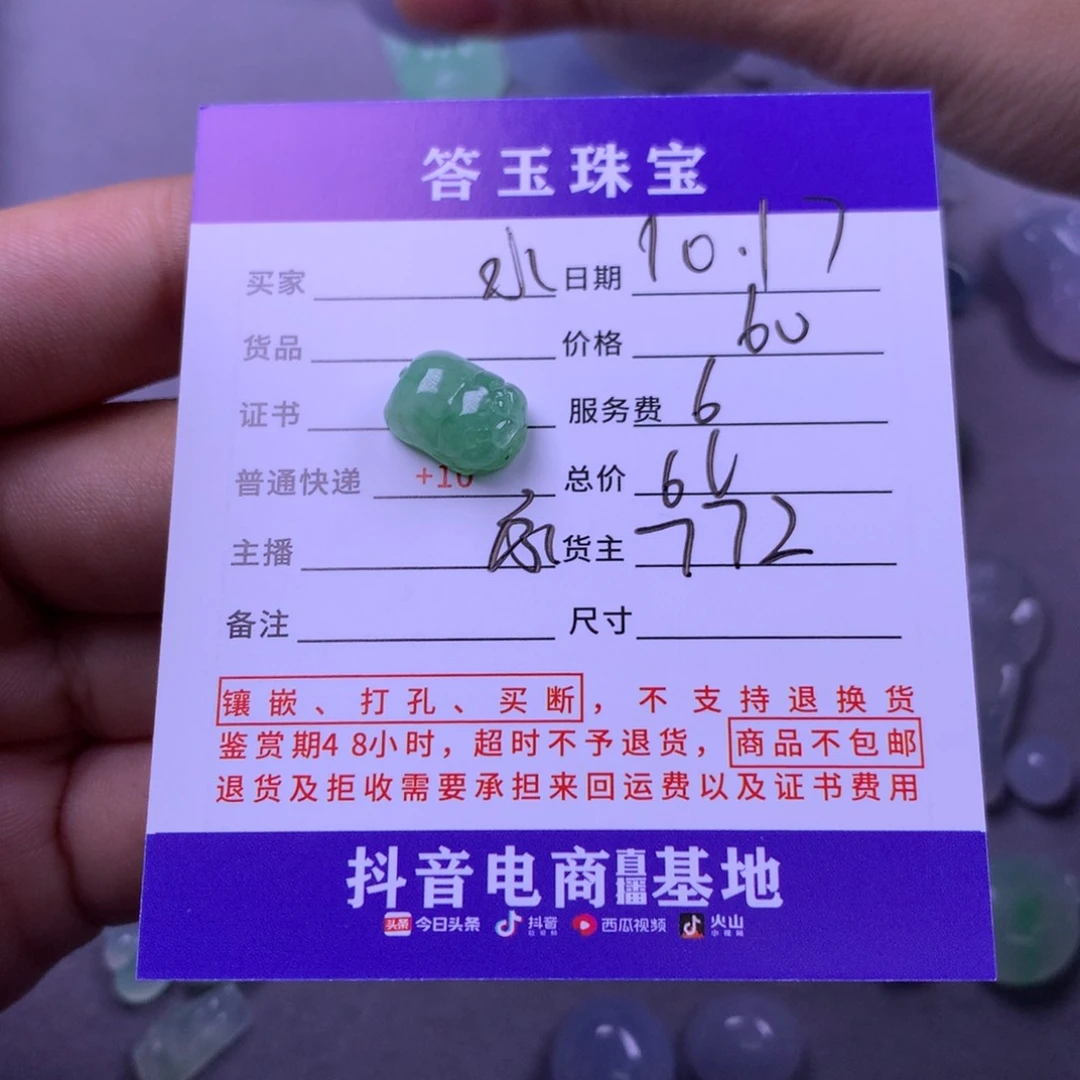 答玉珠宝
买家 水 日期 10.17
货品 价格 60
证书 服务费 6
普通快递 +10 总价
主播 货主 772
备注 尺寸
镶嵌、打孔、买断，不支持退换货
鉴赏期48小时，超时不予退货，商品不包邮
退货及拒收需要承担来回运费以及证书费用
抖音电商直播基地
头条 今日头条 抖音 西瓜视频 火山